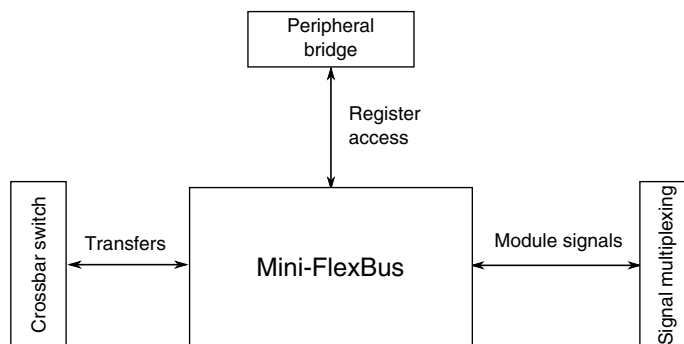 Peripheral
bridge
Register
access
Crossbar switch
Transfers
Mini-FlexBus
Module signals
Signal multiplexing